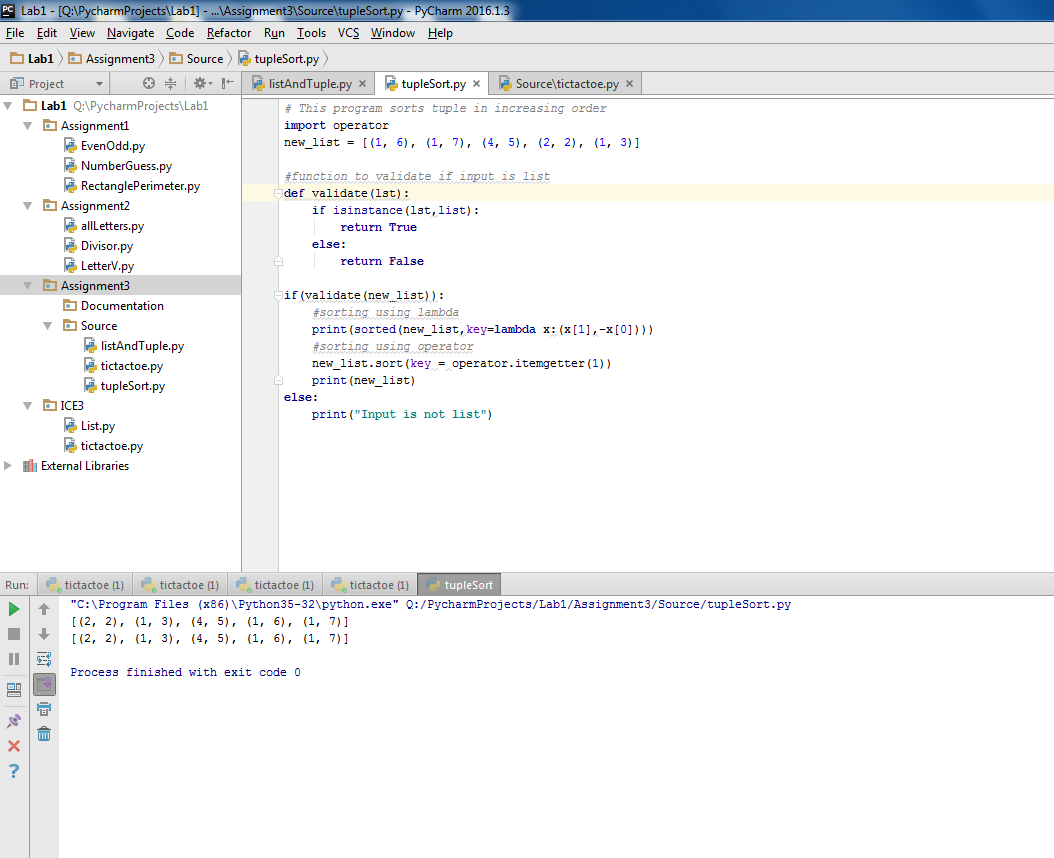 Lab1 - [Q:\PycharmProjects\Lab1] - ...\Assignment3\Source\tupleSort.py - PyCharm 2016.1.3
File Edit View Navigate Code Refactor Run Tools VCS Window Help
Lab1 Assignment3 Source tupleSort.py
Project listAndTuple.py tupleSort.py Source\tictactoe.py
Lab1 Q:\PycharmProjects\Lab1
Assignment1
EvenOdd.py
NumberGuess.py
RectanglePerimeter.py
Assignment2
allLetters.py
Divisor.py
LetterV.py
Assignment3
Documentation
Source
listAndTuple.py
tictactoe.py
tupleSort.py
ICE3
List.py
tictactoe.py
External Libraries
# This program sorts tuple in increasing order
import operator
new_list = [(1, 6), (1, 7), (4, 5), (2, 2), (1, 3)]
#function to validate if input is list
def validate(lst):
if isinstance(lst,list):
return True
else:
return False
if(validate(new_list)):
#sorting using lambda
print(sorted(new_list,key=lambda x:(x[1],-x[0])))
#sorting using operator
new_list.sort(key = operator.itemgetter(1))
print(new_list)
else:
print("Input is not list")
Run: tictactoe (1) tictactoe (1) tictactoe (1) tictactoe (1) tupleSort
"C:\Program Files (x86)\Python35-32\python.exe" Q:/PycharmProjects/Lab1/Assignment3/Source/tupleSort.py
[(2, 2), (1, 3), (4, 5), (1, 6), (1, 7)]
[(2, 2), (1, 3), (4, 5), (1, 6), (1, 7)]
Process finished with exit code 0